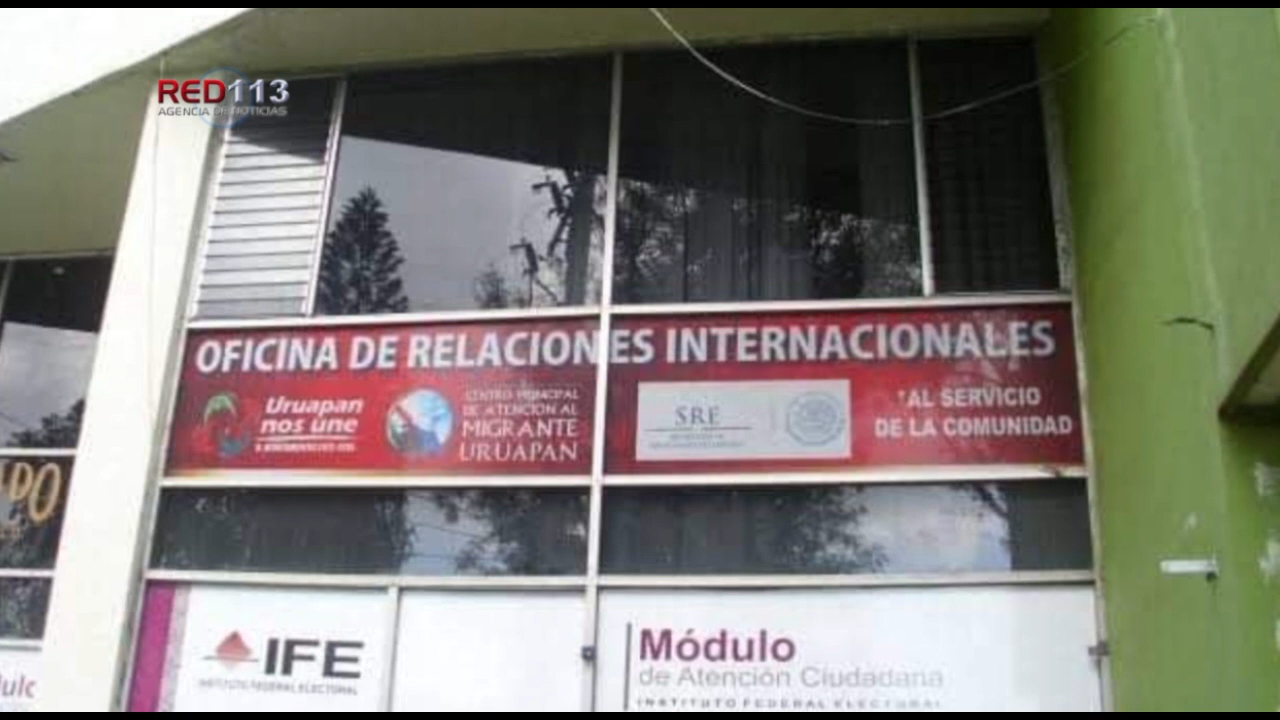 RED113
AGENCIA DE NOTICIAS
OFICINA DE RELACIONES INTERNACIONALES
Uruapan
nos une
CENTRO MUNICIPAL
DE ATENCION AL
MIGRANTE
URUAPAN
SRE
"AL SERVICIO
DE LA COMUNIDAD
IFE
INSTITUTO FEDERAL ELECTORAL
Módulo
de Atención Ciudadana
INSTITUTO FEDERAL ELECTORAL